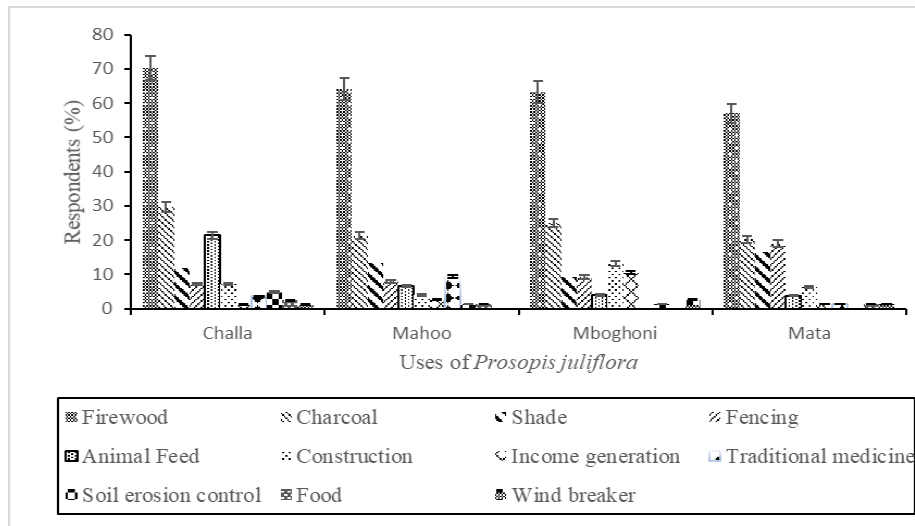 80
70
60
50
40
30
20
10
0
Respondents (%)
Challa Mahoo Mboghoni Mata
Uses of Prosopis juliflora
Firewood Charcoal Shade Fencing
Animal Feed Construction Income generation Traditional medicine
Soil erosion control Food Wind breaker